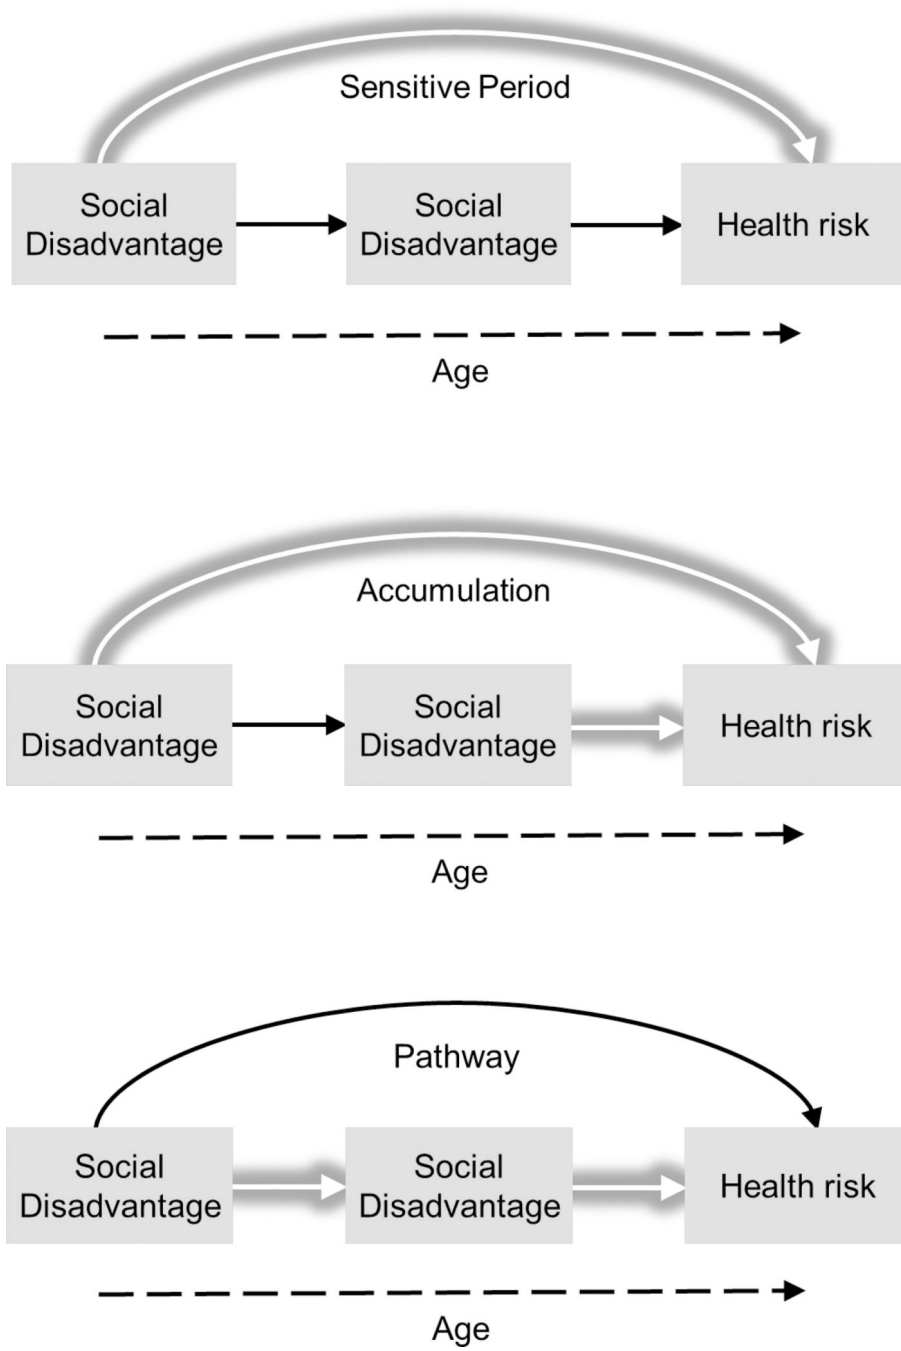 Sensitive Period
Social
Disadvantage
Social
Disadvantage
Health risk
Age
Accumulation
Social
Disadvantage
Social
Disadvantage
Health risk
Age
Pathway
Social
Disadvantage
Social
Disadvantage
Health risk
Age